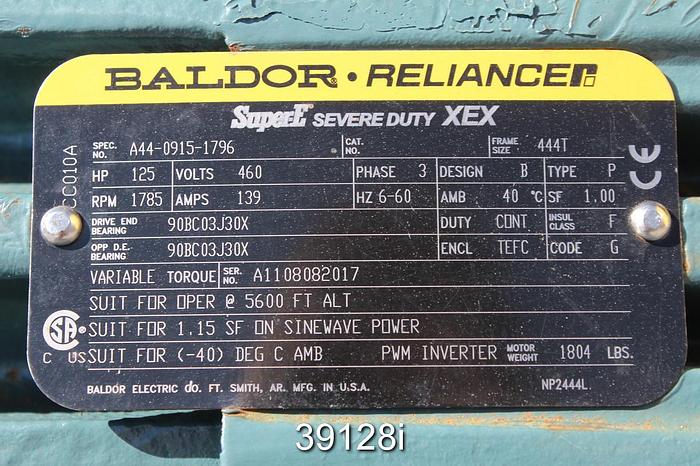 BALDOR • RELIANCER
Super-E SEVERE DUTY XEX
CC010A
SPEC. NO. A44-0915-1796 CAT. NO. FRAME SIZE 444T
HP 125 VOLTS 460 PHASE 3 DESIGN B TYPE P
RPM 1785 AMPS 139 HZ 6-60 AMB 40 °C SF 1.00
DRIVE END BEARING 90BC03J30X DUTY CONT INSUL CLASS F
OPP D.E. BEARING 90BC03J30X ENCL TEFC CODE G
VARIABLE TORQUE SER. NO. A1108082017
SUIT FOR OPER @ 5600 FT ALT
SUIT FOR 1.15 SF ON SINEWAVE POWER
SUIT FOR (-40) DEG C AMB PWM INVERTER MOTOR WEIGHT 1804 LBS.
CE
C US
BALDOR ELECTRIC Co. FT. SMITH, AR. MFG. IN U.S.A. NP2444L
39128i